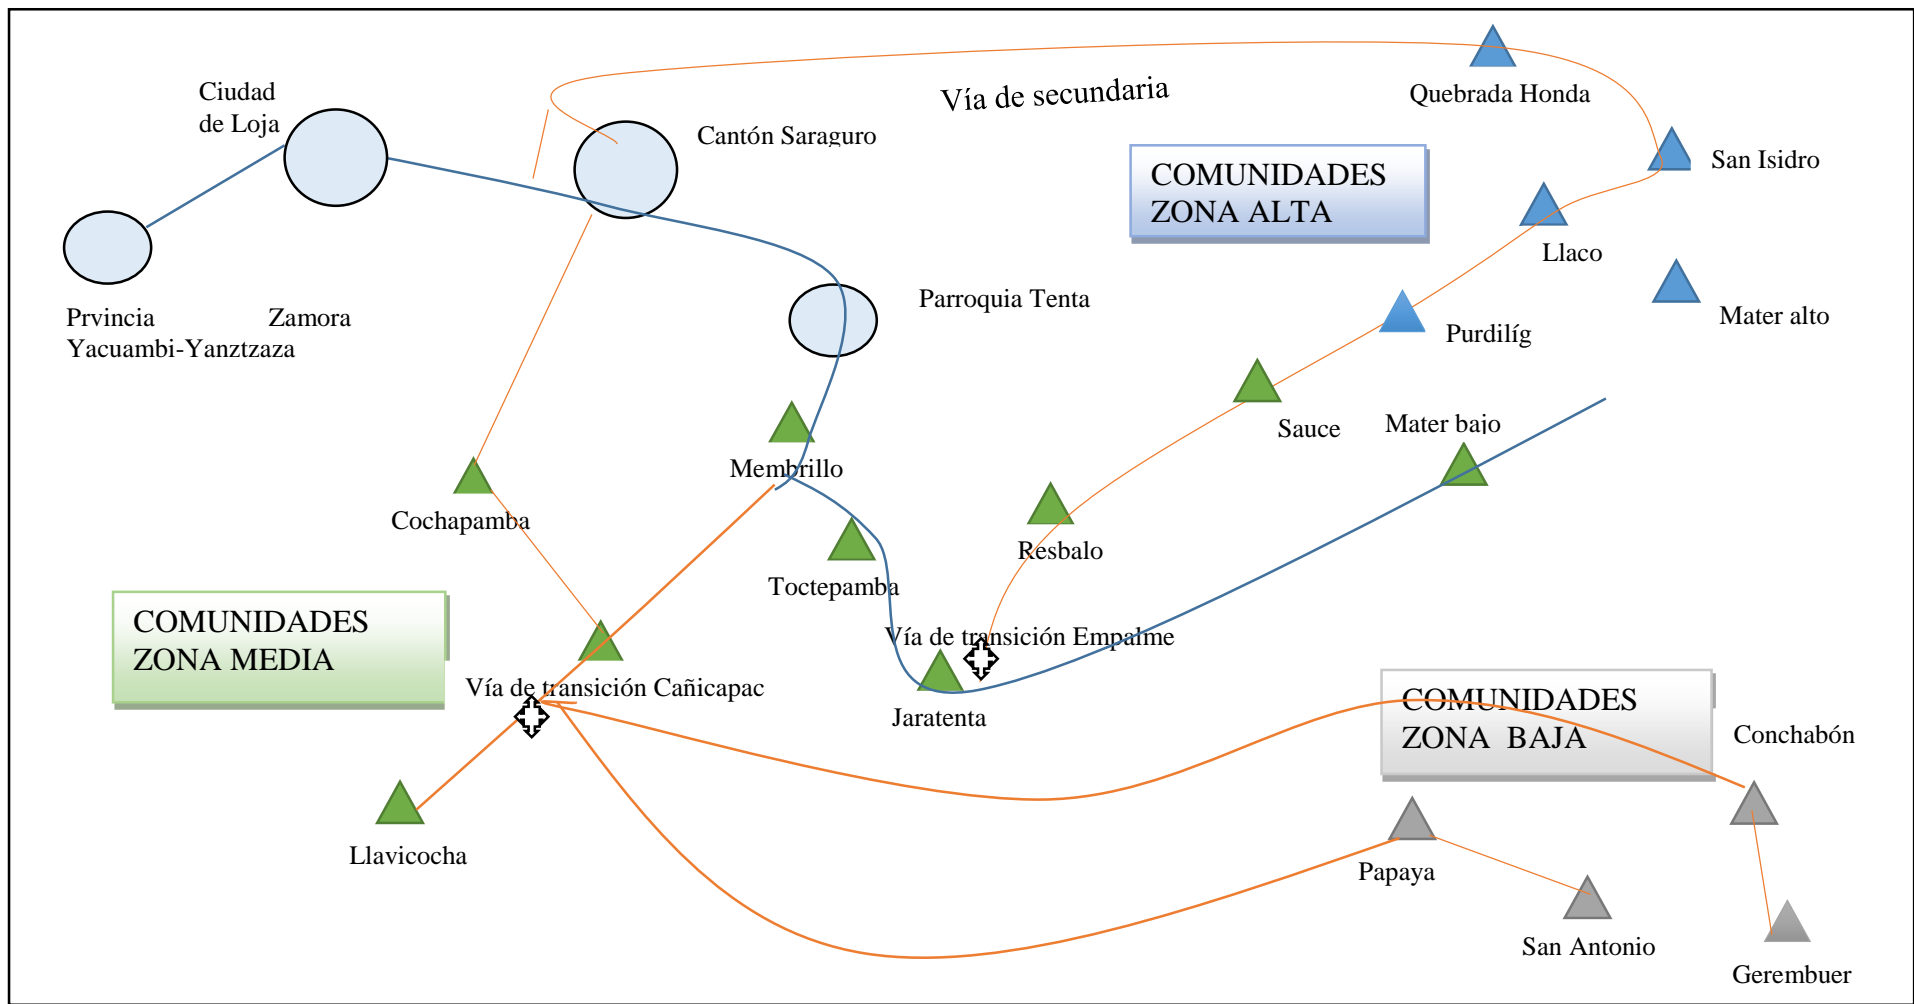 Vía de secundaria
Quebrada Honda
Ciudad
de Loja
Cantón Saraguro
San Isidro
COMUNIDADES
ZONA ALTA
Llaco
Parroquia Tenta
Prvincia Zamora
Yacuambi-Yanztzaza
Mater alto
Purdilíg
Sauce
Mater bajo
Membrillo
Cochapamba
Resbalo
Toctepamba
COMUNIDADES
ZONA MEDIA
Vía de transición Empalme
Vía de transición Cañicapac
Jaratenta
COMUNIDADES
ZONA BAJA
Conchabón
Llavicocha
Papaya
San Antonio
Gerembuer